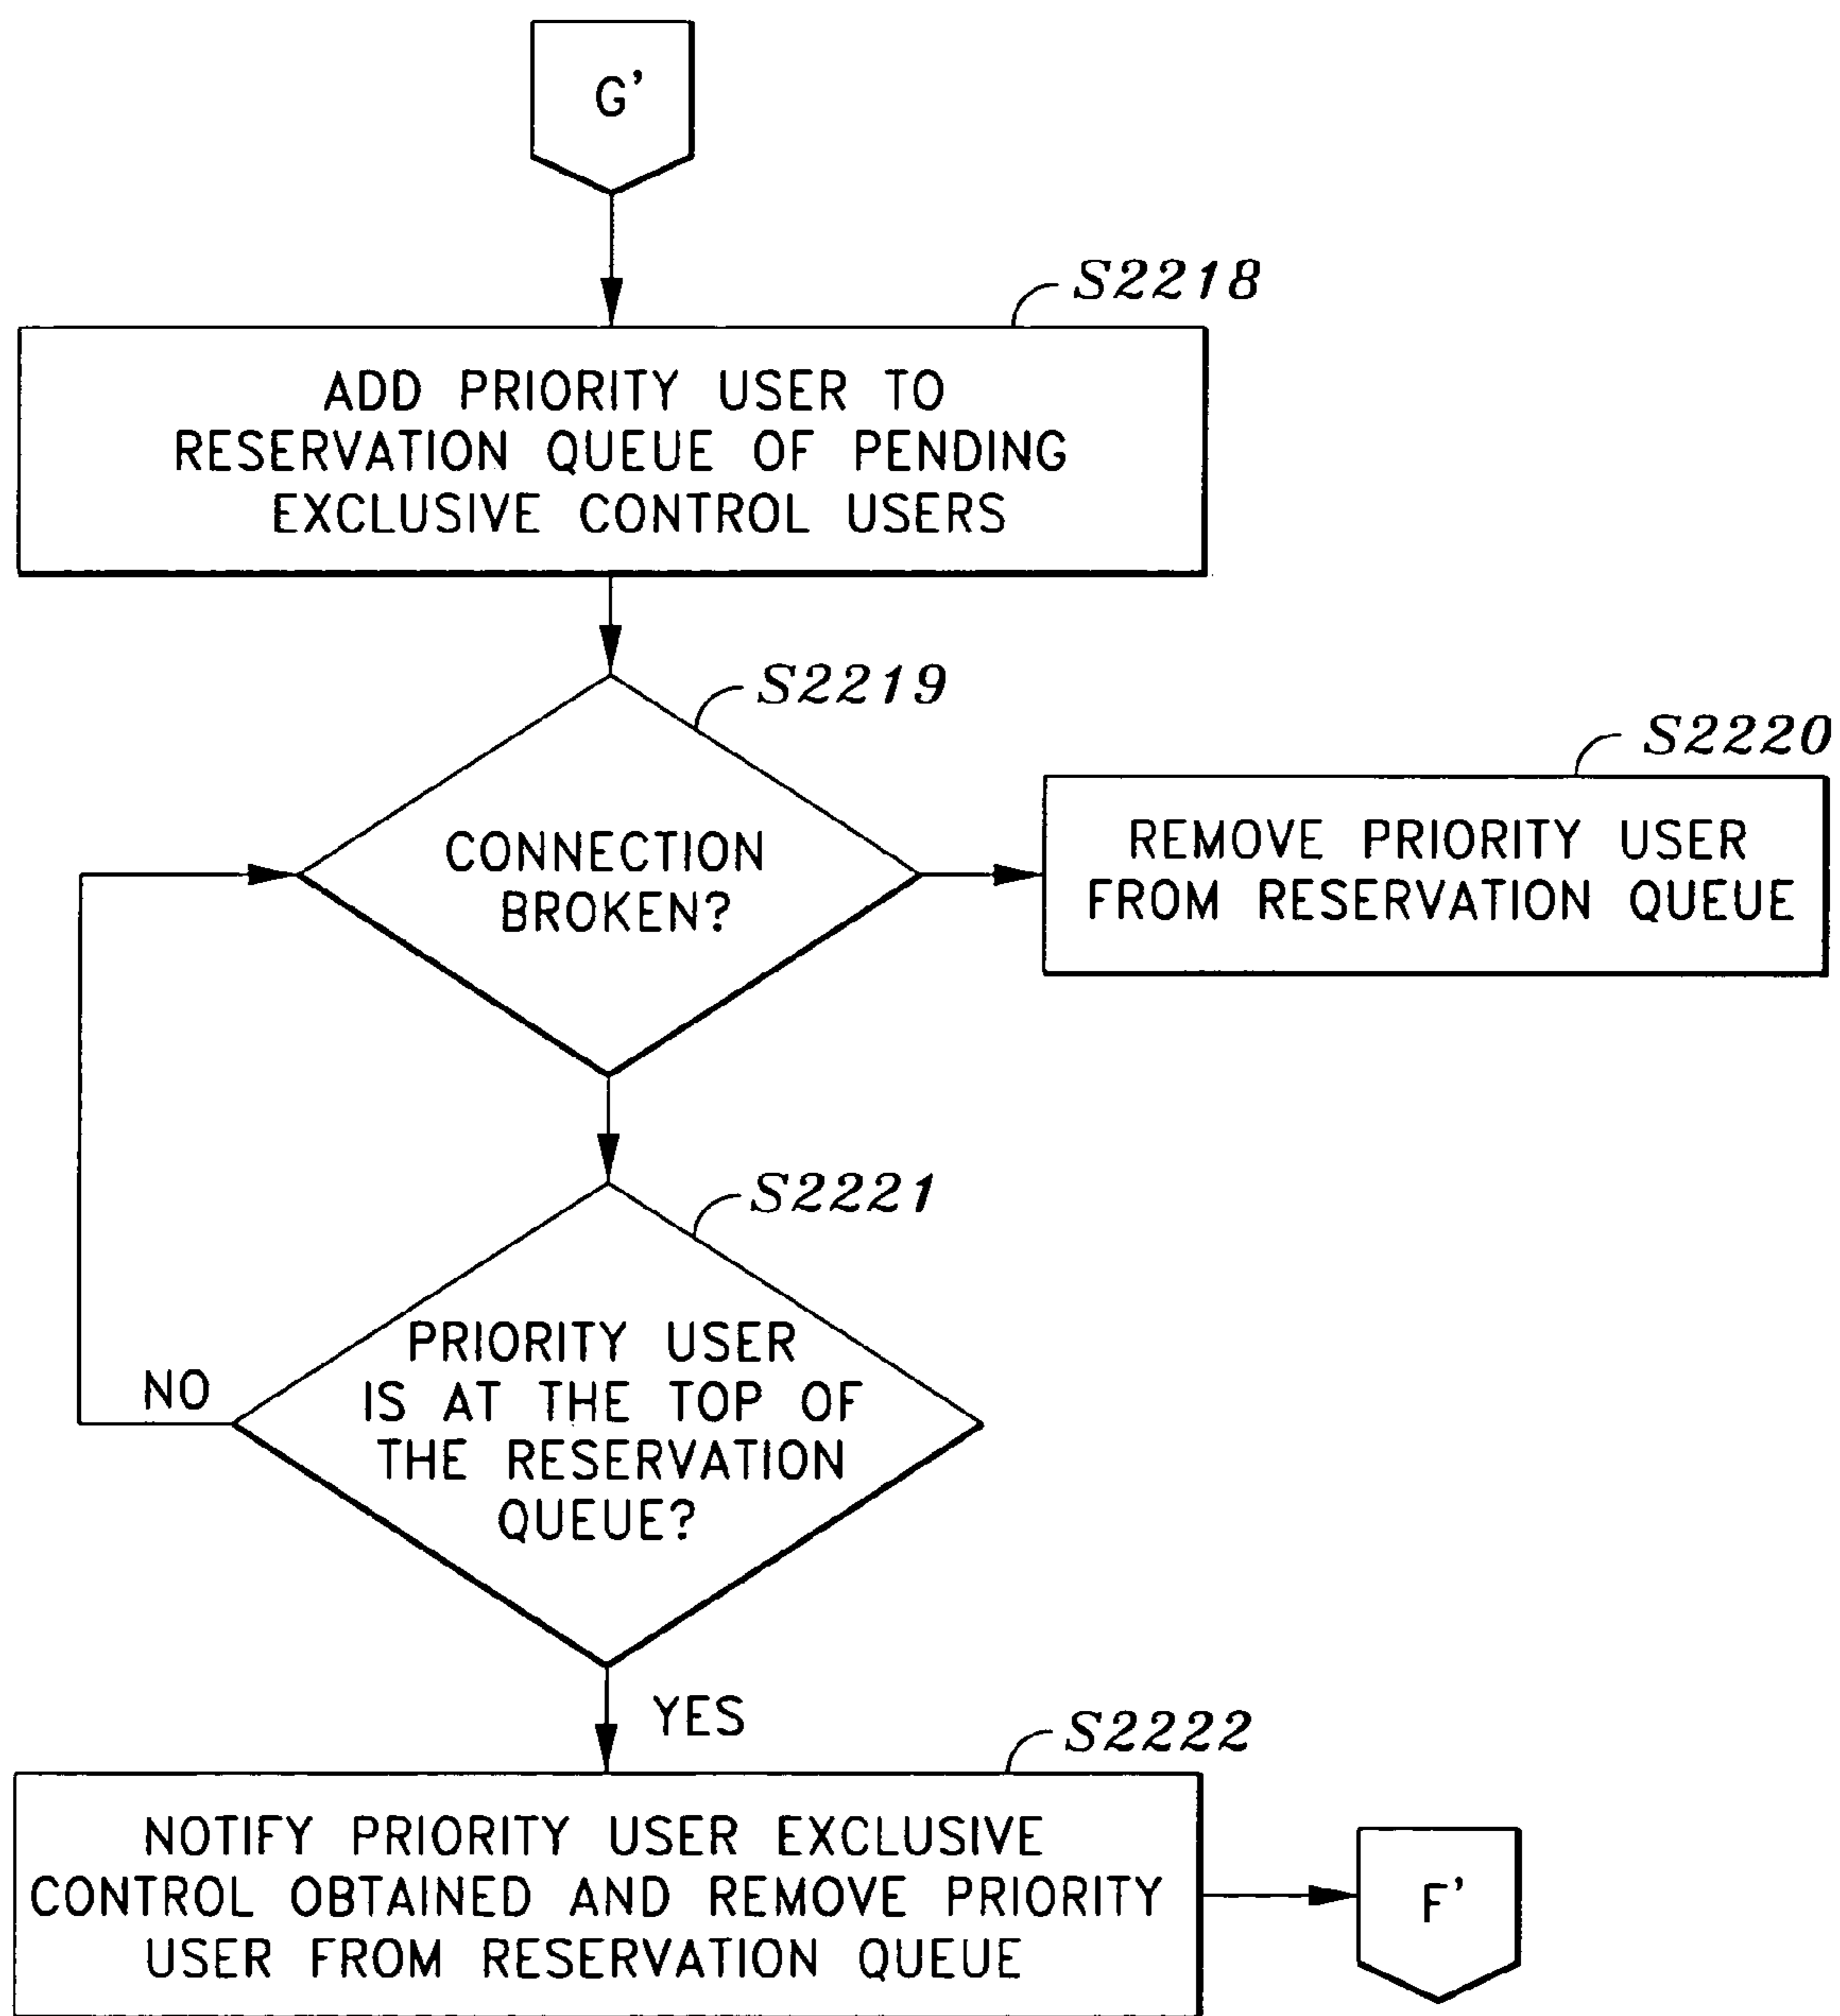 G'
S2218
ADD PRIORITY USER TO
RESERVATION QUEUE OF PENDING
EXCLUSIVE CONTROL USERS
S2219
CONNECTION
BROKEN?
S2220
REMOVE PRIORITY USER
FROM RESERVATION QUEUE
S2221
PRIORITY USER
IS AT THE TOP OF
THE RESERVATION
QUEUE?
NO
YES
S2222
NOTIFY PRIORITY USER EXCLUSIVE
CONTROL OBTAINED AND REMOVE PRIORITY
USER FROM RESERVATION QUEUE
F'